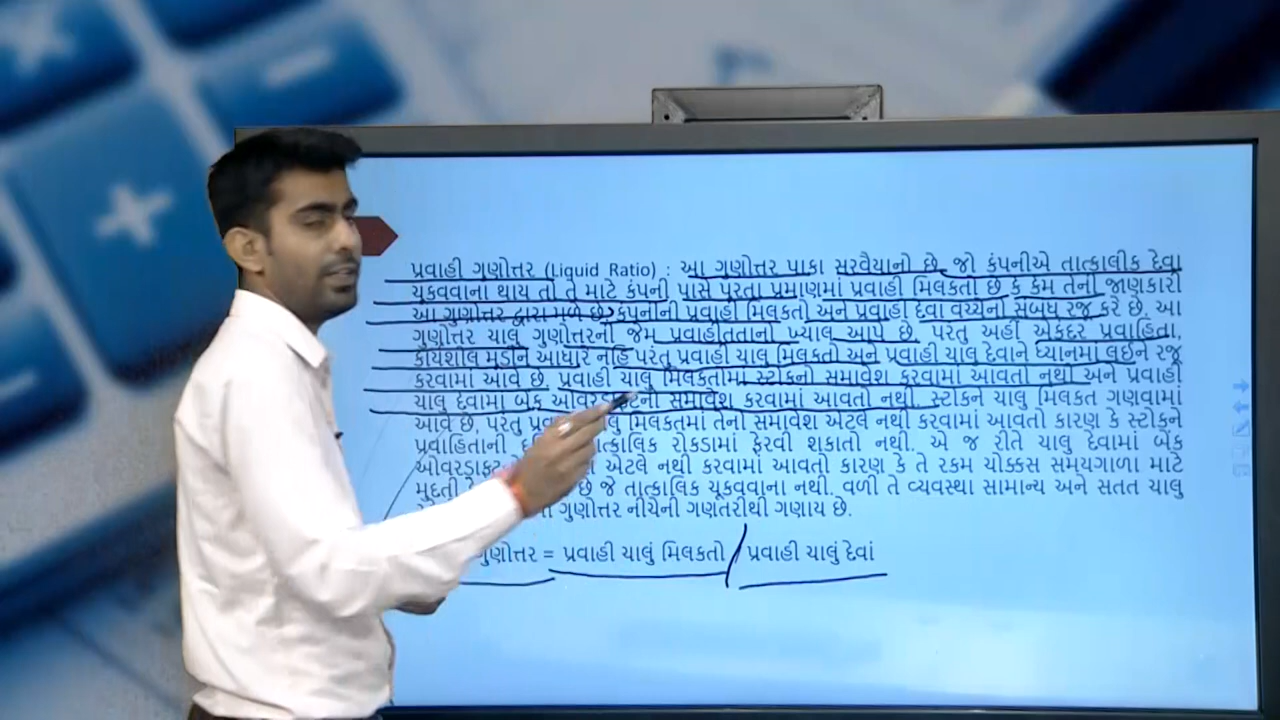 પ્રવાહી ગણોત્તર (Liquid Ratio) : આ ગુણોત્તર પાકા સરવૈયાનો છે. જો કંપનીએ તાત્કાલીક દેવા
ચૂકવવાના થાય તો તે માટે કંપની પાસે પૂરતા પ્રમાણમાં પ્રવાહી મિલકતો છે કે કેમ તેની જાણકારી
આ ગુણોત્તર દ્વારા મળે છે. કંપનીની પ્રવાહી મિલકતો અને પ્રવાહી દેવા વચ્ચેનો સંબંધ રજૂ કરે છે. આ
ગુણોત્તર ચાલુ ગુણોત્તરની જેમ પ્રવાહીતતાનો ખ્યાલ આપે છે. પરંતુ અહીં એકંદર પ્રવાહિતા,
કાર્યશીલ મૂડીને આધારે નહિ પરંતુ પ્રવાહી ચાલુ મિલકતો અને પ્રવાહી ચાલુ દેવાને ધ્યાનમાં લઈને રજૂ
કરવામાં આવે છે. પ્રવાહી ચાલુ મિલકતોમાં સ્ટોકનો સમાવેશ કરવામાં આવતો નથી અને પ્રવાહી
ચાલુ દેવામાં બેંક ઓવરડ્રાફ્ટનો સમાવેશ કરવામાં આવતો નથી. સ્ટોકને ચાલુ મિલકત ગણવામાં
આવે છે, પરંતુ મિલકતમાં તેનો સમાવેશ એટલે નથી કરવામાં આવતો કારણ કે સ્ટોકને
પ્રવાહિતાની તાત્કાલિક રોકડામાં ફેરવી શકાતો નથી. એ જ રીતે ચાલુ દેવામાં બેંક
ઓવરડ્રાફ્ટ એટલે નથી કરવામાં આવતો કારણ કે તે રકમ ચોક્કસ સમયગાળા માટે
મુદતી છે જે તાત્કાલિક ચૂકવવાના નથી. વળી તે વ્યવસ્થા સામાન્ય અને સતત ચાલુ
ગુણોત્તર નીચેની ગણતરીથી ગણાય છે.
ગુણોત્તર = પ્રવાહી ચાલું મિલકતો / પ્રવાહી ચાલું દેવાં